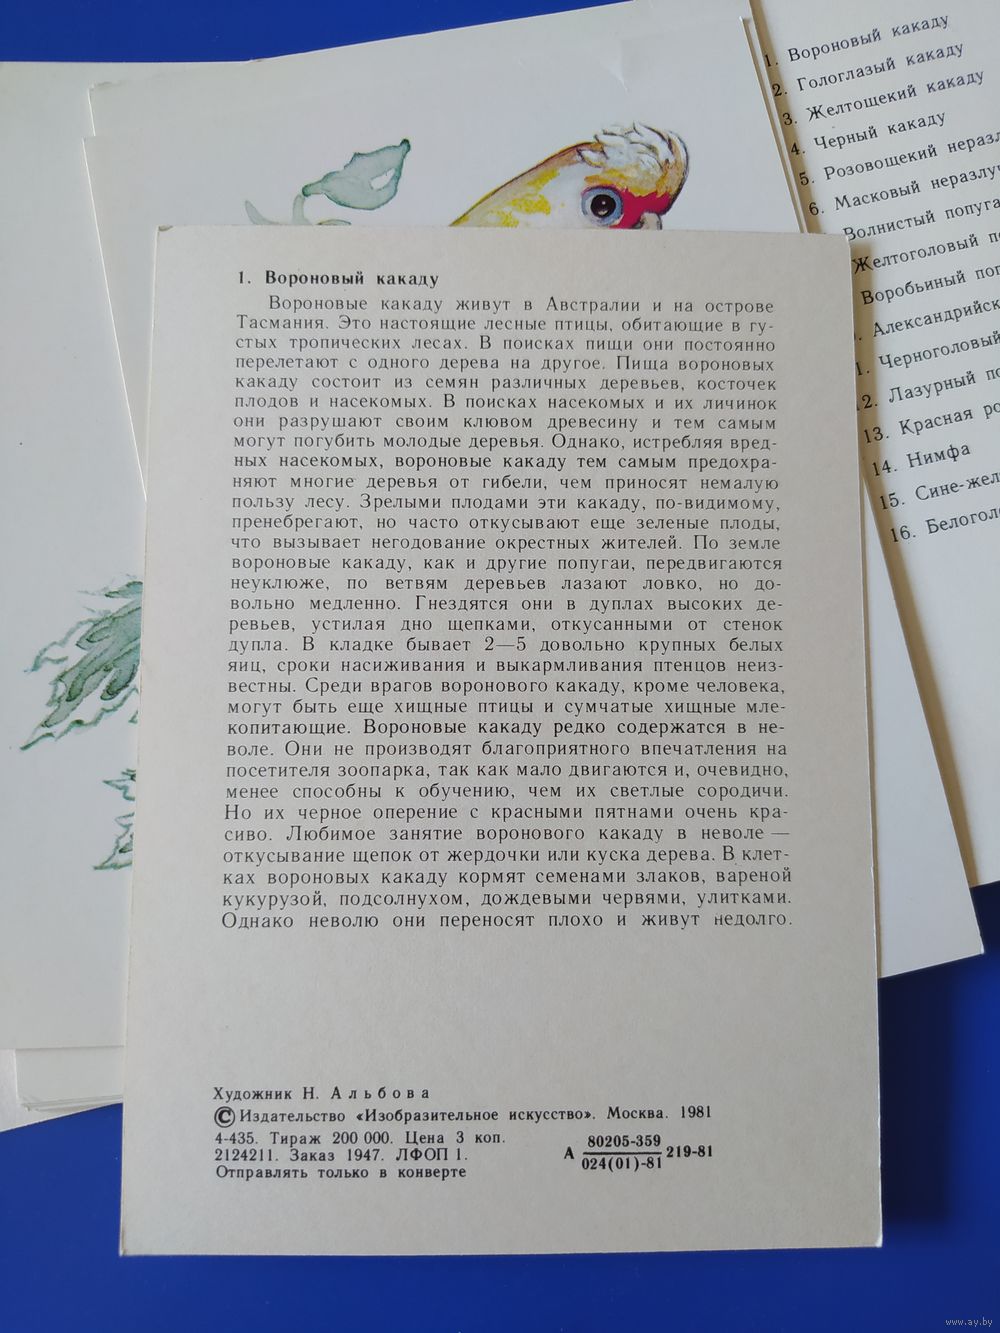 1. Вороновый какаду
2. Гологлазый какаду
3. Желтощекий какаду
4. Черный какаду
5. Розовощекий
6. Масковый
Волнистый
Желтоголовый
Воробьиный
Черноголовый
12. Лазурный
13. Красная
14. Нимфа
15.
16.
1. Вороновый какаду
Вороновые какаду живут в Австралии и на острове
Тасмания. Это настоящие лесные птицы, обитающие в гу-
стых тропических лесах. В поисках пищи они постоянно
перелетают с одного дерева на другое. Пища вороновых
какаду состоит из семян различных деревьев, косточек
плодов и насекомых. В поисках насекомых и их личинок
они разрушают своим клювом древесину и тем самым
могут погубить молодые деревья. Однако, истребляя вред-
ных насекомых, вороновые какаду тем самым предохра-
няют многие деревья от гибели, чем приносят немалую
пользу лесу. Зрелыми плодами эти какаду, по-видимому,
пренебрегают, но часто откусывают еще зеленые плоды,
что вызывает негодование окрестных жителей. По земле
вороновые какаду, как и другие попугаи, передвигаются
неуклюже, по ветвям деревьев лазают ловко, но до-
вольно медленно. Гнездятся они в дуплах высоких де-
ревьев, устилая дно щепками, откусанными от стенок
дупла. В кладке бывает 2—5 довольно крупных белых
яиц, сроки насиживания и выкармливания птенцов неиз-
вестны. Среди врагов воронового какаду, кроме человека,
могут быть еще хищные птицы и сумчатые хищные мле-
копитающие. Вороновые какаду редко содержатся в не-
воле. Они не производят благоприятного впечатления на
посетителя зоопарка, так как мало двигаются и, очевидно,
менее способны к обучению, чем их светлые сородичи.
Но их черное оперение с красными пятнами очень кра-
сиво. Любимое занятие воронового какаду в неволе —
откусывание щепок от жердочки или куска дерева. В клет-
ках вороновых какаду кормят семенами злаков, вареной
кукурузой, подсолнухом, дождевыми червями, улитками.
Однако неволю они переносят плохо и живут недолго.
Художник Н. Альбова
© Издательство «Изобразительное искусство». Москва. 1981
4-435. Тираж 200 000. Цена 3 коп.
2124211. Заказ 1947. ЛФОП 1.
Отправлять только в конверте
А 80205-359 219-81
024(01)-81
www.ay.by